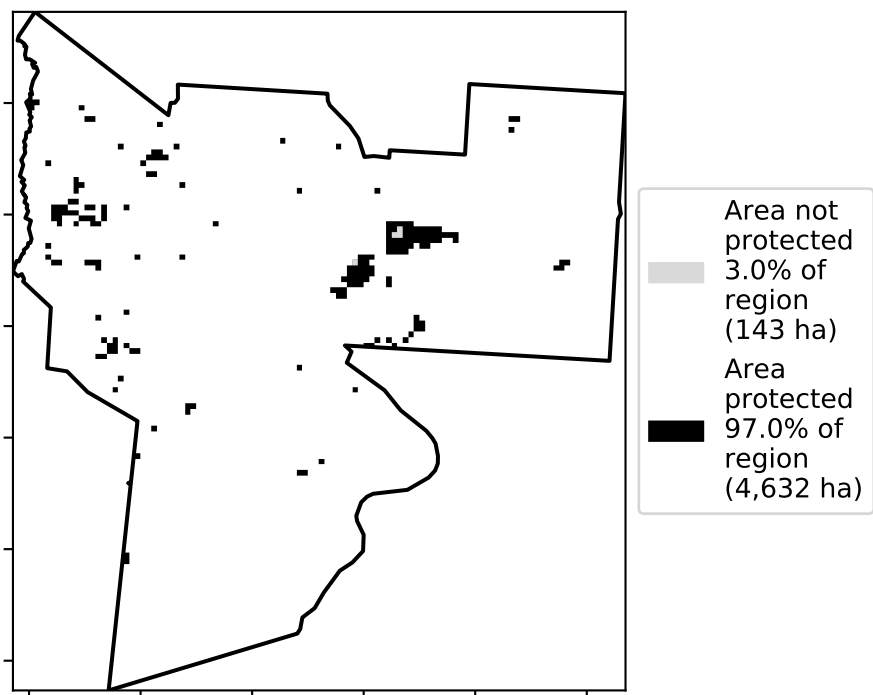 Area not
protected
3.0% of
region
(143 ha)
Area
protected
97.0% of
region
(4,632 ha)